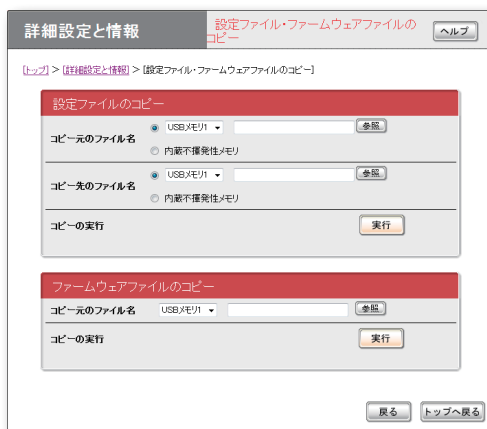 詳細設定と情報
設定ファイル・ファームウェアファイルのコピー
ヘルプ
[トップ] > [詳細設定と情報] > [設定ファイル・ファームウェアファイルのコピー]
設定ファイルのコピー
コピー元のファイル名 USBメモリ1 参照
内蔵不揮発性メモリ
コピー先のファイル名 USBメモリ1 参照
内蔵不揮発性メモリ
コピーの実行 実行
ファームウェアファイルのコピー
コピー元のファイル名 USBメモリ1 参照
コピーの実行 実行
戻る トップへ戻る